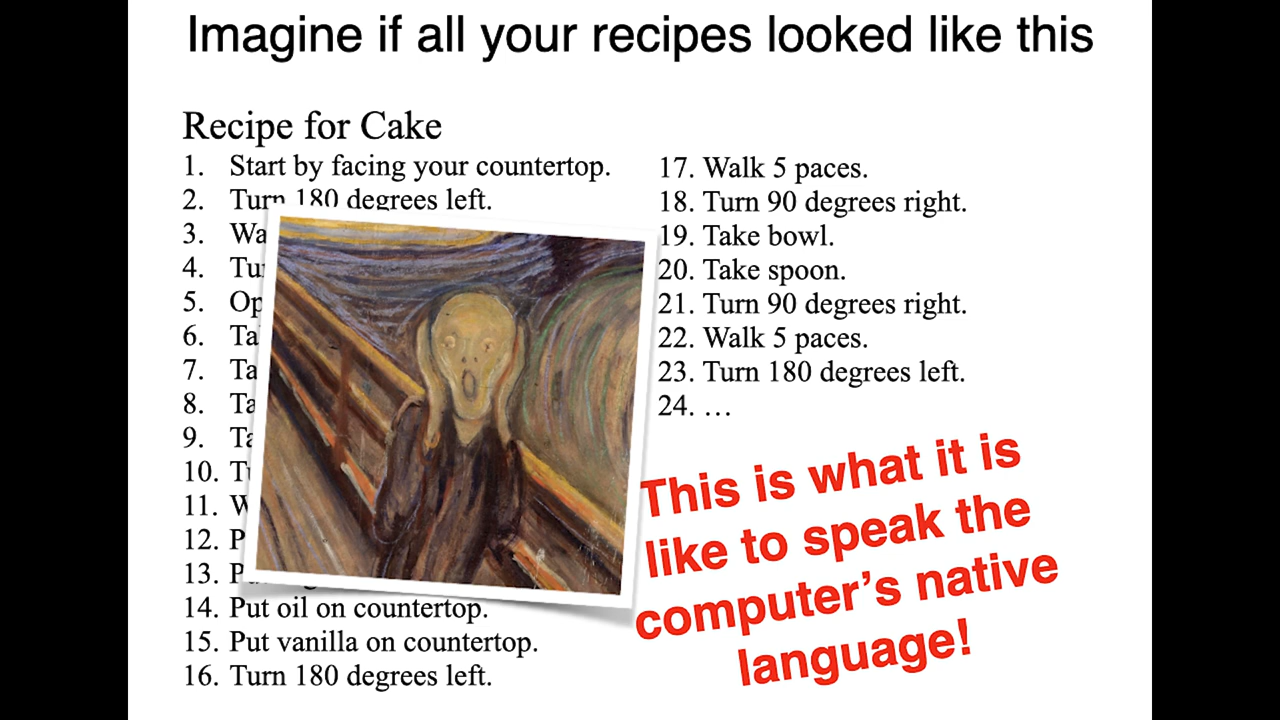 Imagine if all your recipes looked like this
Recipe for Cake
1. Start by facing your countertop.
2. Turn 180 degrees left.
3.
4.
5.
6.
7.
8.
9.
10.
11.
12.
13.
14. Put oil on countertop.
15. Put vanilla on countertop.
16. Turn 180 degrees left.
17. Walk 5 paces.
18. Turn 90 degrees right.
19. Take bowl.
20. Take spoon.
21. Turn 90 degrees right.
22. Walk 5 paces.
23. Turn 180 degrees left.
24. …
This is what it is
like to speak the
computer’s native
language!